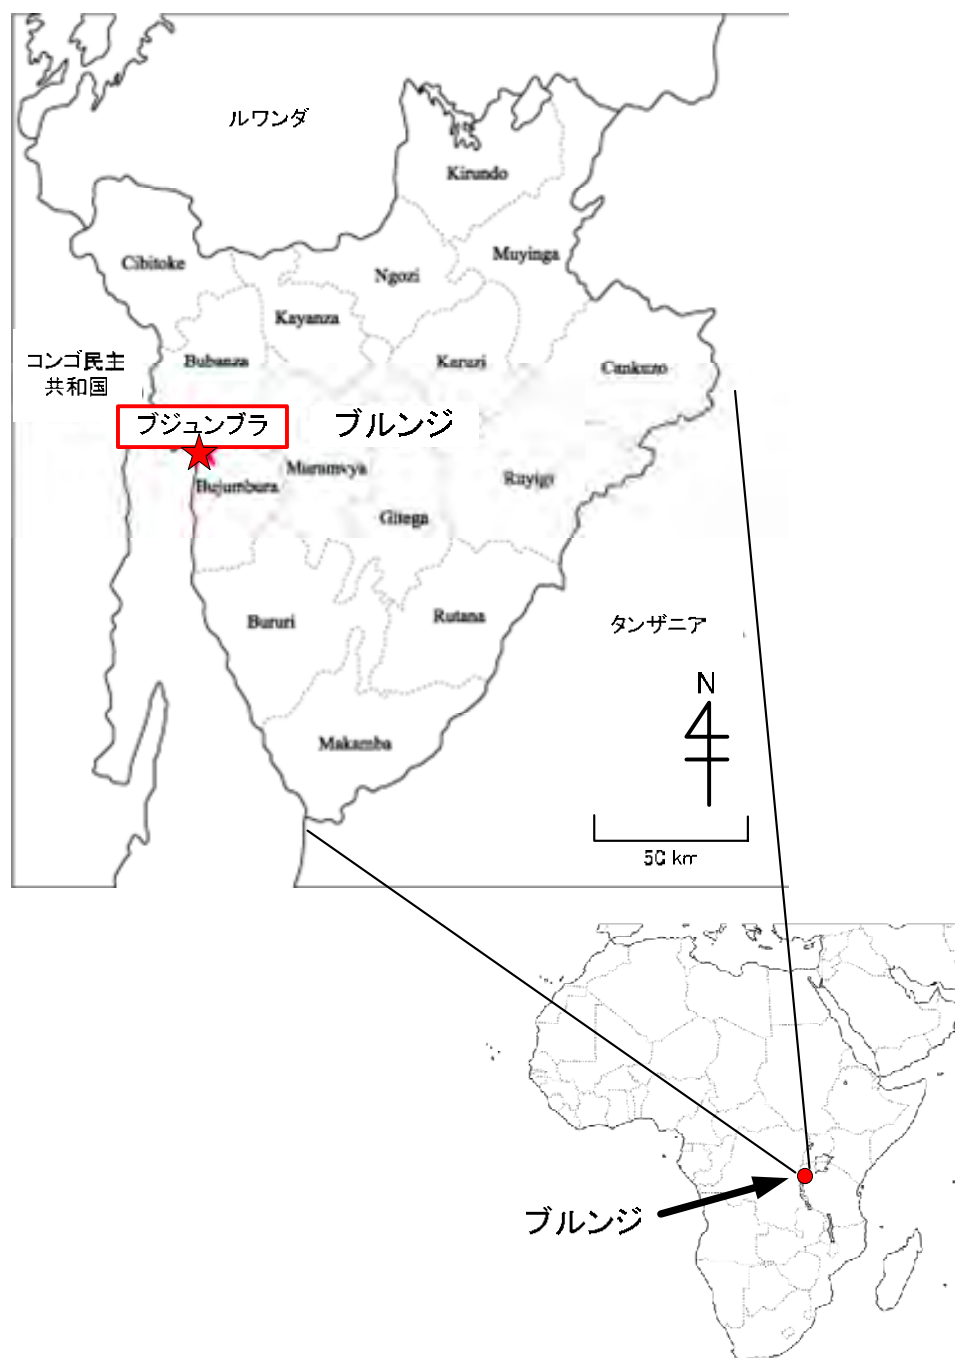 ルワンダ
Kirundo
Muyinga
Cibitoke
Ngozi
Kayanza
コンゴ民主
共和国
Bubanza
Karuzi
Cankuzo
ブジュンブラ
ブルンジ
Muramvya
Bujumbura
Ruyigi
Gitega
Bururi
Rutana
タンザニア
N
Makamba
50 km
ブルンジ